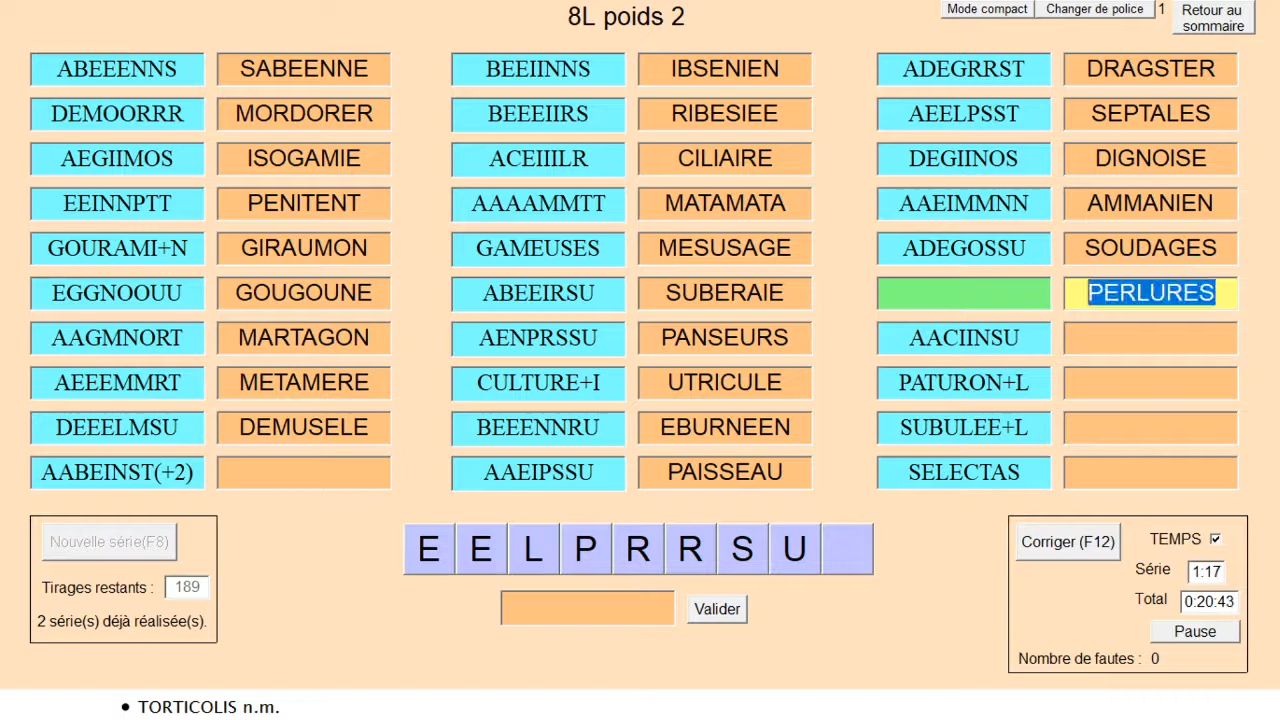 8L poids 2
Mode compact Changer de police 1 Retour au sommaire
ABEEENNS SABEENNE BEEIINNS IBSENIEN ADEGRRST DRAGSTER
DEMOORRR MORDORER BEEEIIRS RIBESIEE AEELPSST SEPTALES
AEGIIMOS ISOGAMIE ACEIIILR CILIAIRE DEGIINOS DIGNOISE
EEINNPTT PENITENT AAAAMMTT MATAMATA AAEIMMNN AMMANIEN
GOURAMI+N GIRAUMON GAMEUSES MESUSAGE ADEGOSSU SOUDAGES
EGGNOOUU GOUGOUNE ABEEIRSU SUBERAIE PERLURES
AAGMNORT MARTAGON AENPRSSU PANSEURS AACIINSU
AEEEMMRT METAMERE CULTURE+I UTRICULE PATURON+L
DEEELMSU DEMUSELE BEEENNRU EBURNEEN SUBULEE+L
AABEINST(+2) AAEIPSSU PAISSEAU SELECTAS
Nouvelle série(F8)
Tirages restants : 189
2 série(s) déjà réalisée(s).
E E L P R R S U
Valider
Corriger (F12) TEMPS
Série 1:17
Total 0:20:43
Pause
Nombre de fautes : 0
• TORTICOLIS n.m.